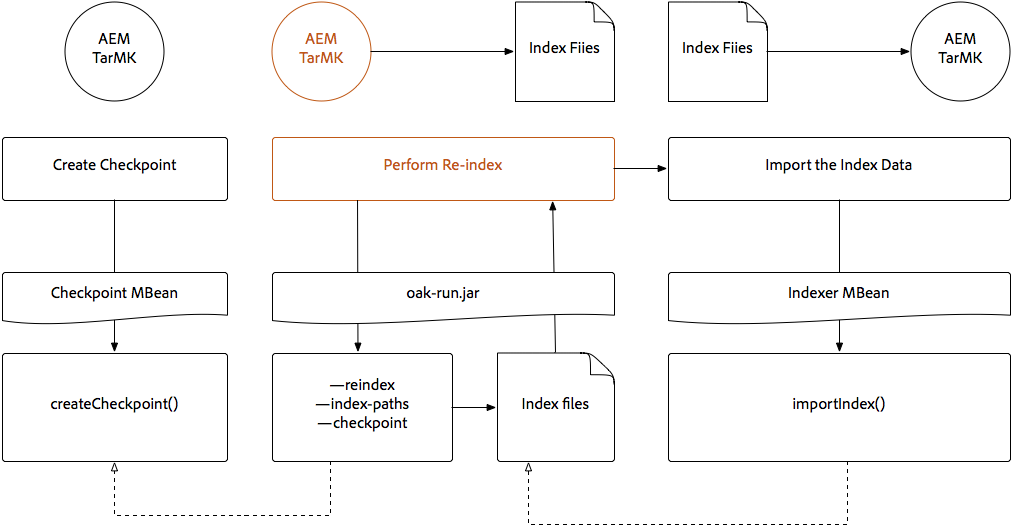 AEM
TarMK
AEM
TarMK
Index Fiies
Index Fiies
AEM
TarMK
Create Checkpoint
Perform Re-index
Import the Index Data
Checkpoint MBean
oak-run.jar
Indexer MBean
createCheckpoint()
—reindex
—index-paths
—checkpoint
Index files
importIndex()